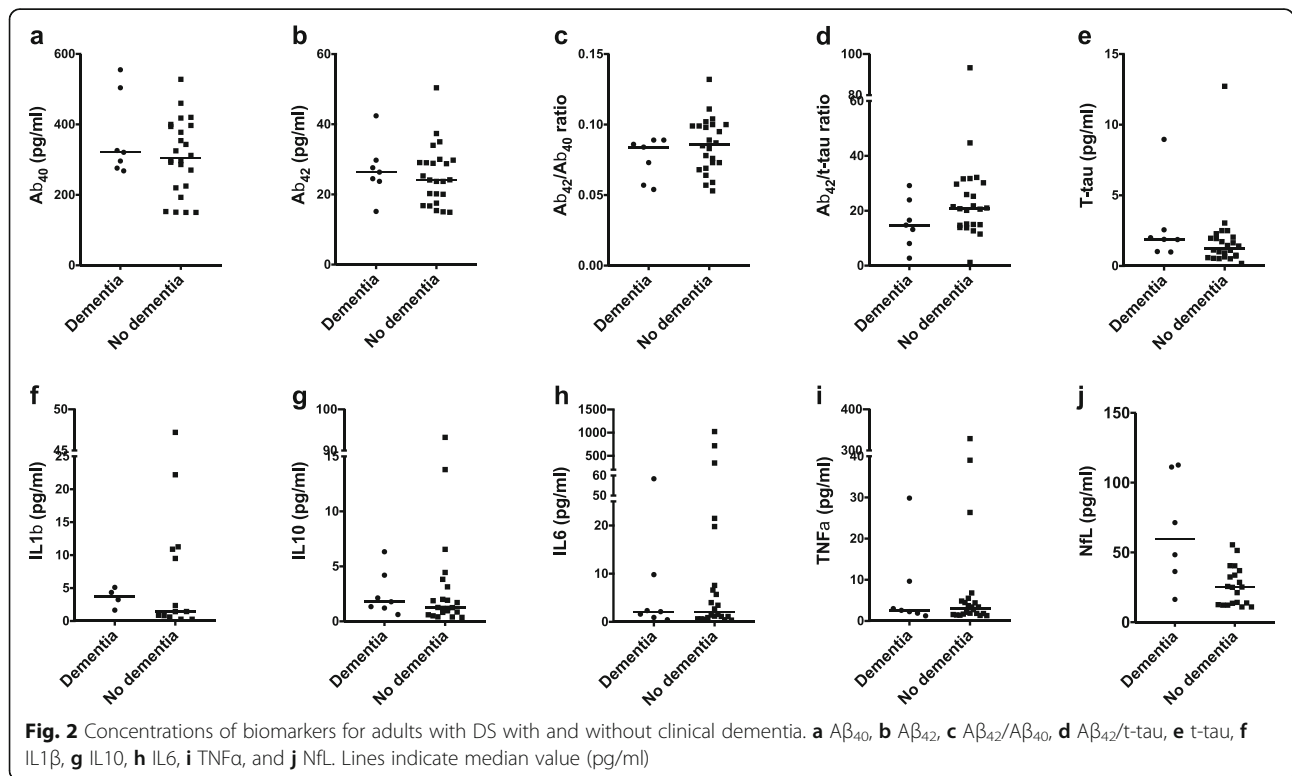 a b c d e
600 60 0.15 100 15
80
400 40 0.10 60 10
40
200 20 0.05 20 5
0 0 0.00 0 0
Ab40 (pg/ml) Ab42 (pg/ml) Ab42/Ab40 ratio Ab42/t-tau ratio T-tau (pg/ml)
Dementia No dementia Dementia No dementia Dementia No dementia Dementia No dementia Dementia No dementia
f g h i j
50 100 1500 400 150
1000
500
45 90 60 300
25 15 50 40 100
20 30
15 10 20 20 50
10 5 10 10
5
0 0 0 0 0
IL1b (pg/ml) IL10 (pg/ml) IL6 (pg/ml) TNFa (pg/ml) NfL (pg/ml)
Dementia No dementia Dementia No dementia Dementia No dementia Dementia No dementia Dementia No dementia
Fig. 2 Concentrations of biomarkers for adults with DS with and without clinical dementia. a Aβ40, b Aβ42, c Aβ42/Aβ40, d Aβ42/t-tau, e t-tau, f
IL1β, g IL10, h IL6, i TNFα, and j NfL. Lines indicate median value (pg/ml)